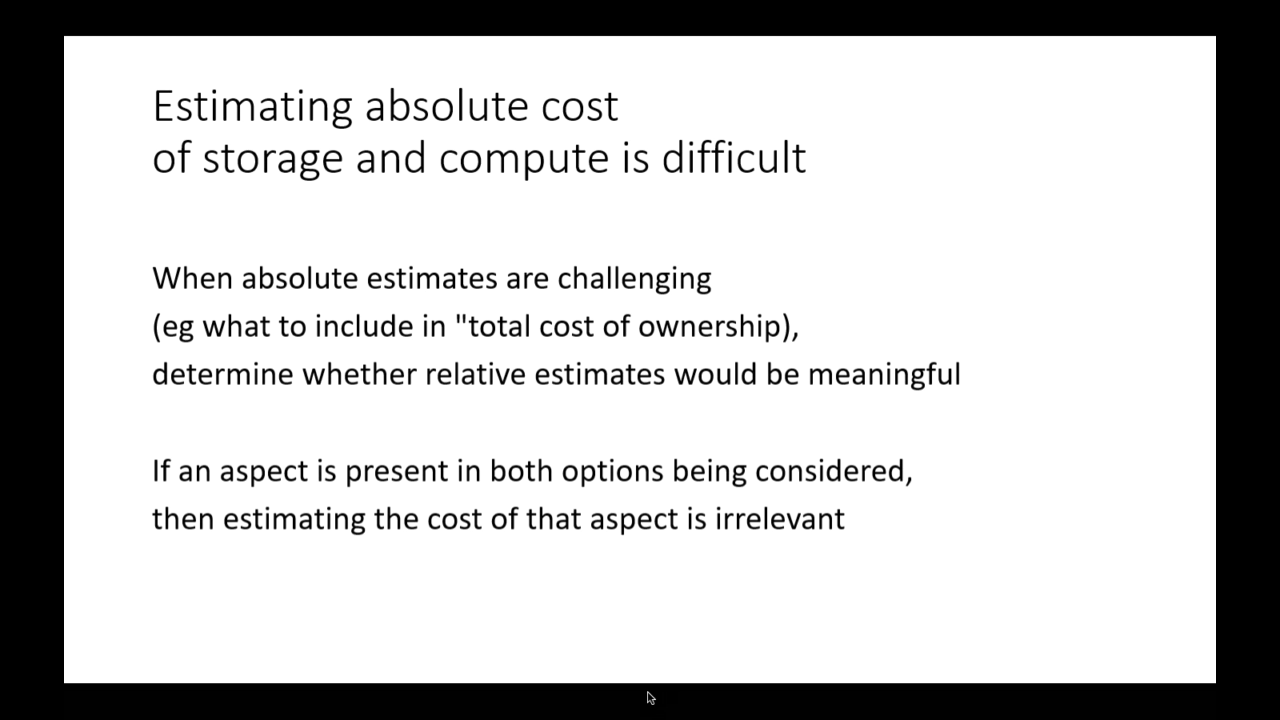 Estimating absolute cost
of storage and compute is difficult
When absolute estimates are challenging
(eg what to include in "total cost of ownership),
determine whether relative estimates would be meaningful
If an aspect is present in both options being considered,
then estimating the cost of that aspect is irrelevant